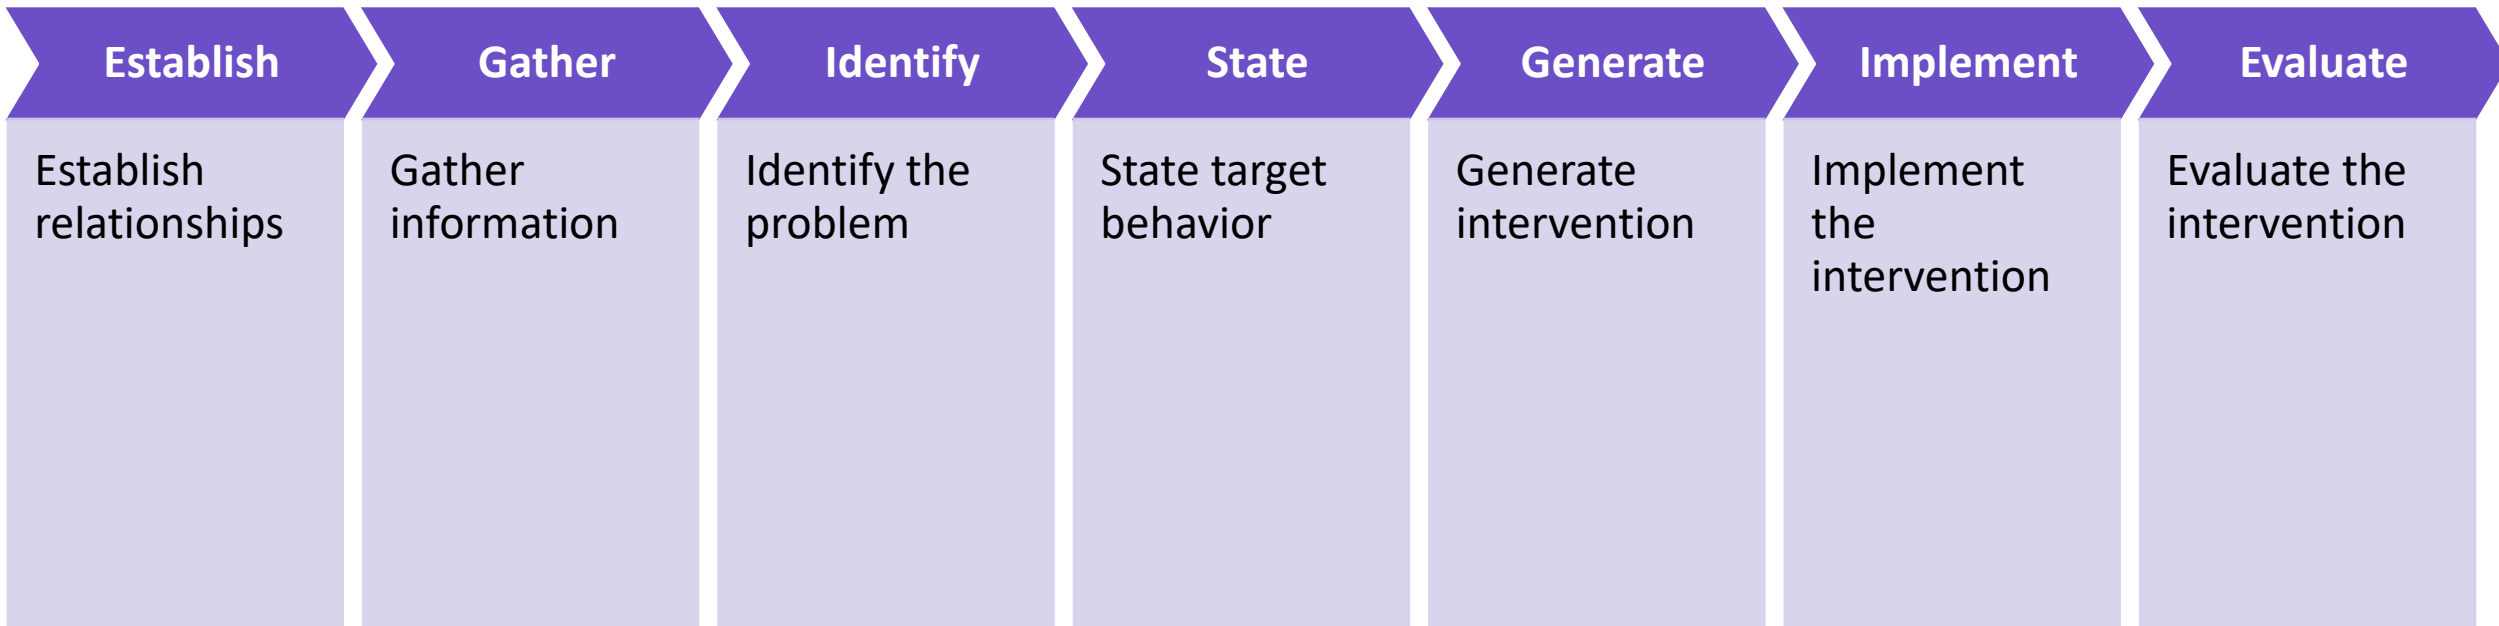 Establish
Gather
Identify
State
Generate
Implement
Evaluate
Establish
relationships
Gather
information
Identify the
problem
State target
behavior
Generate
intervention
Implement
the
intervention
Evaluate the
intervention